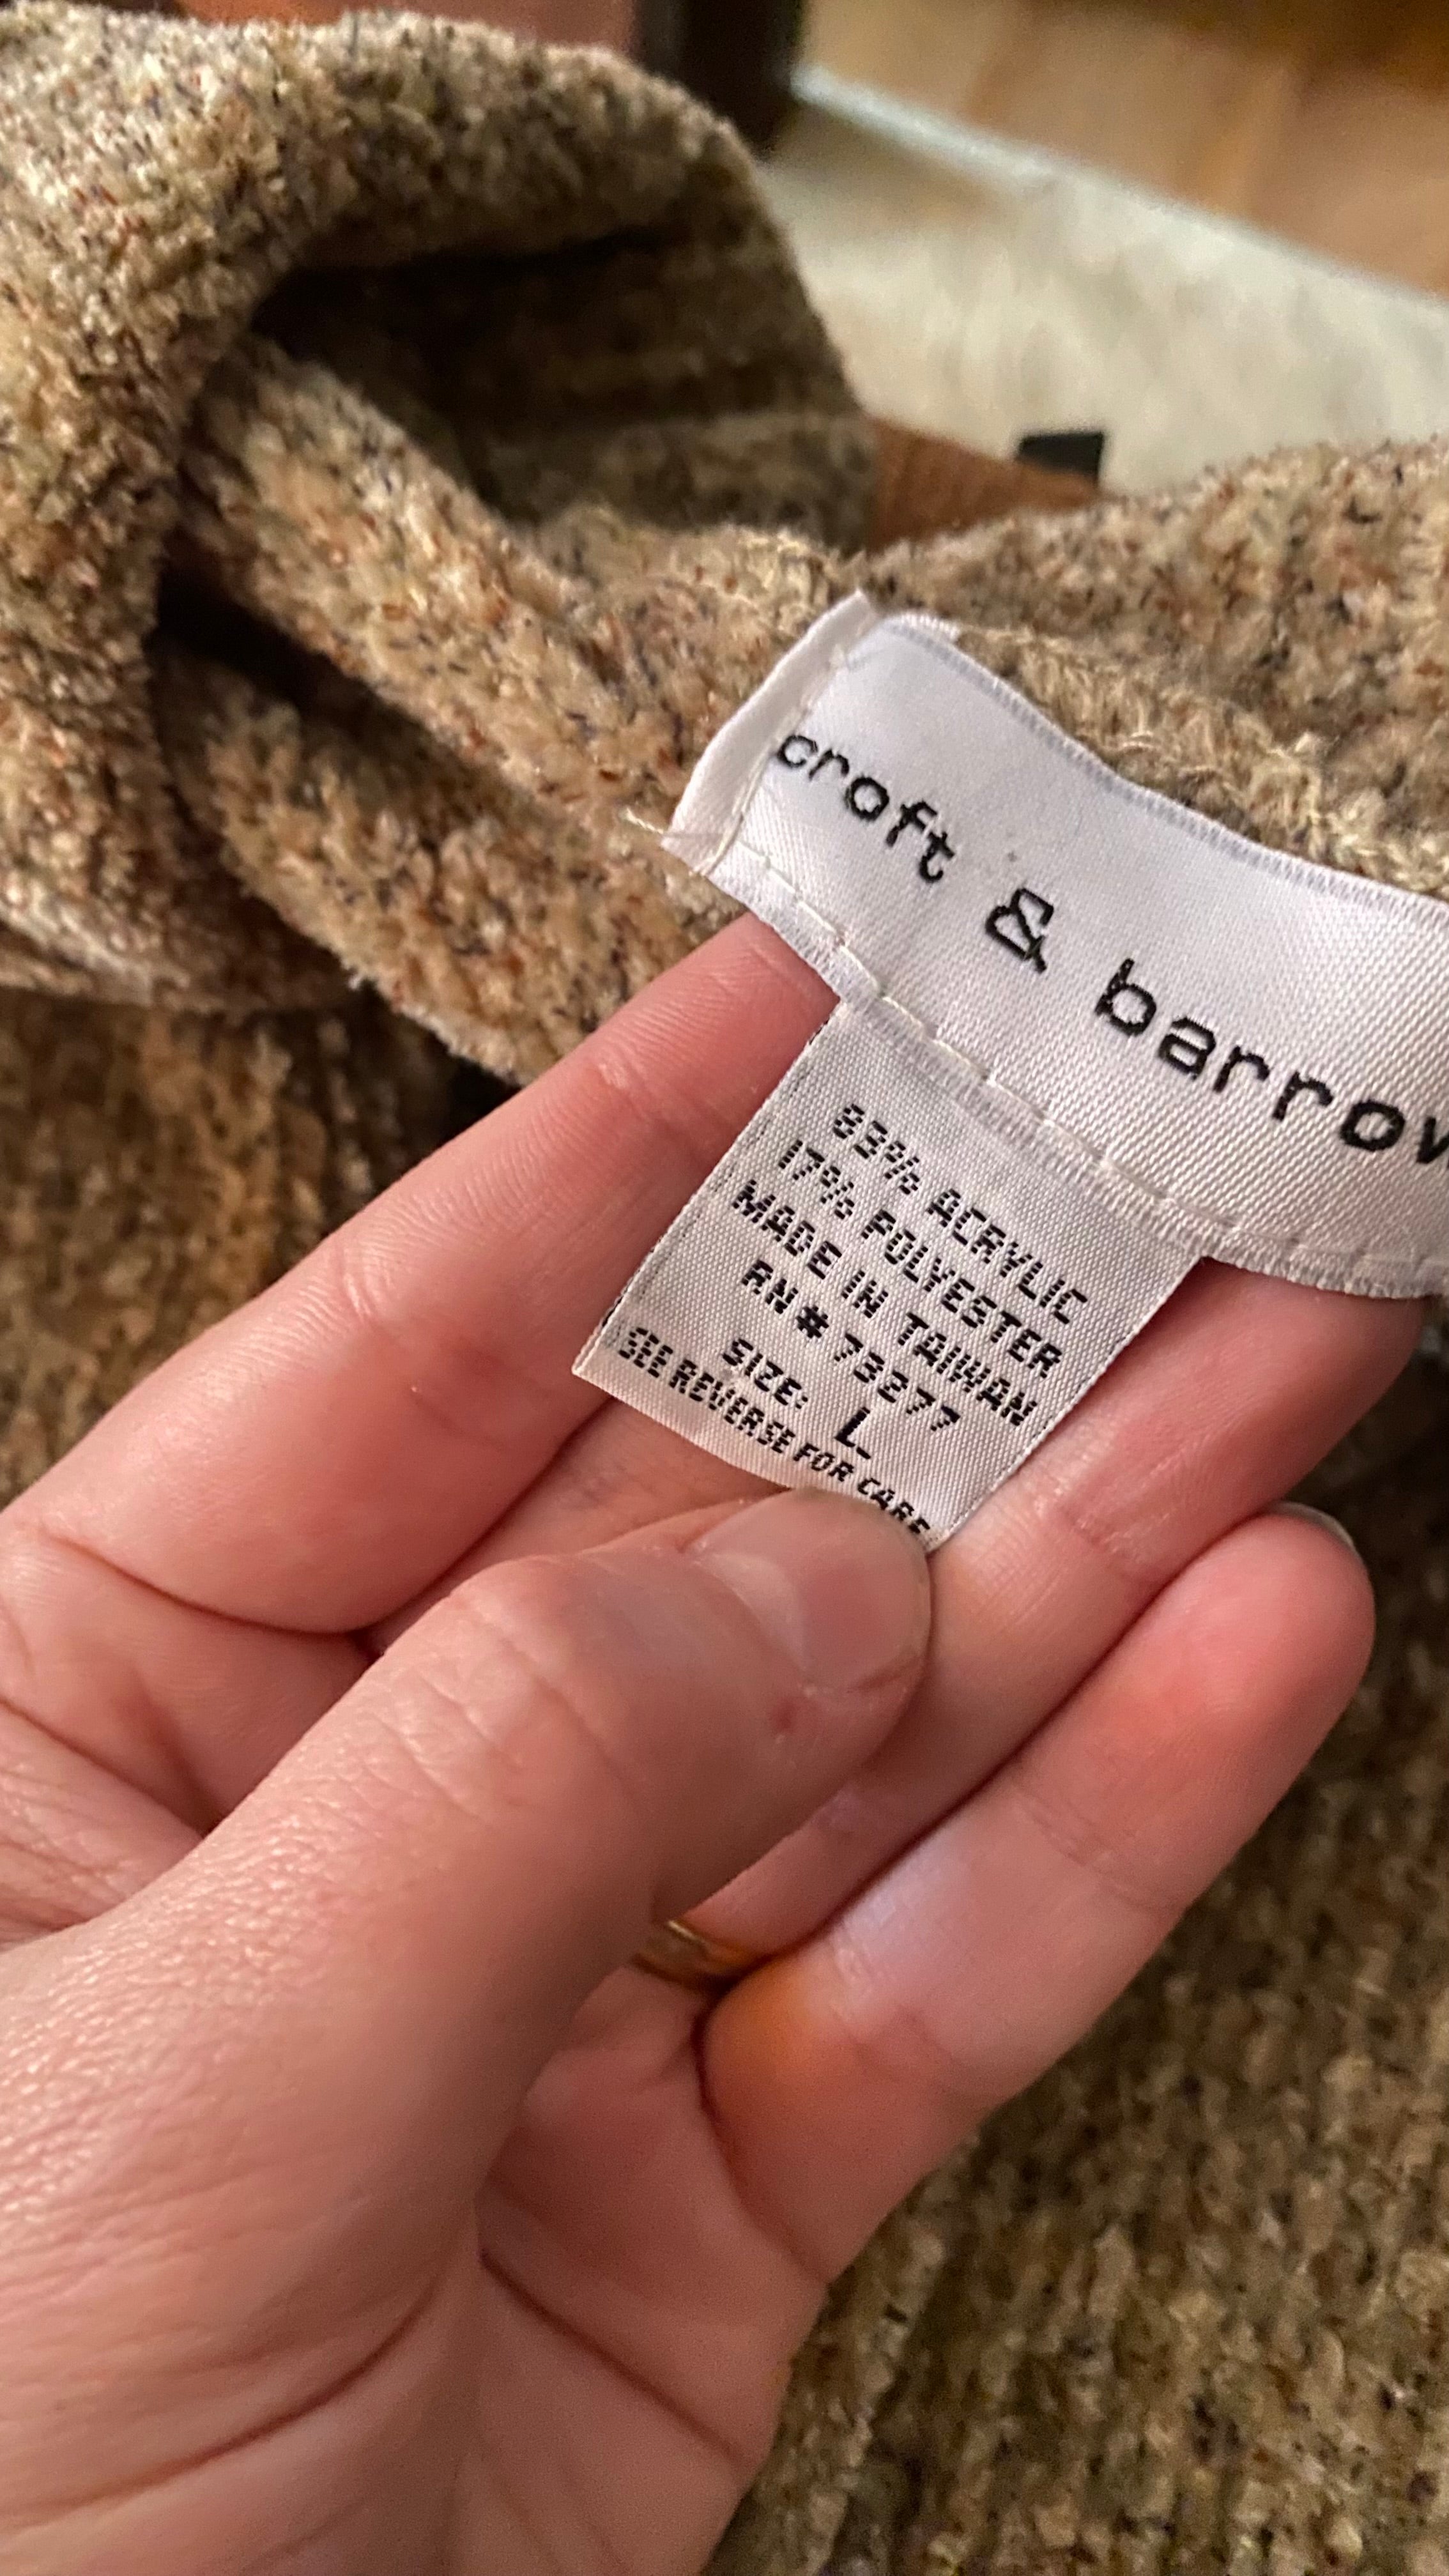 croft & barrow
83% ACRYLIC
17% POLYESTER
MADE IN TAIWAN
RN# 73277
SIZE: L
SEE REVERSE FOR CARE